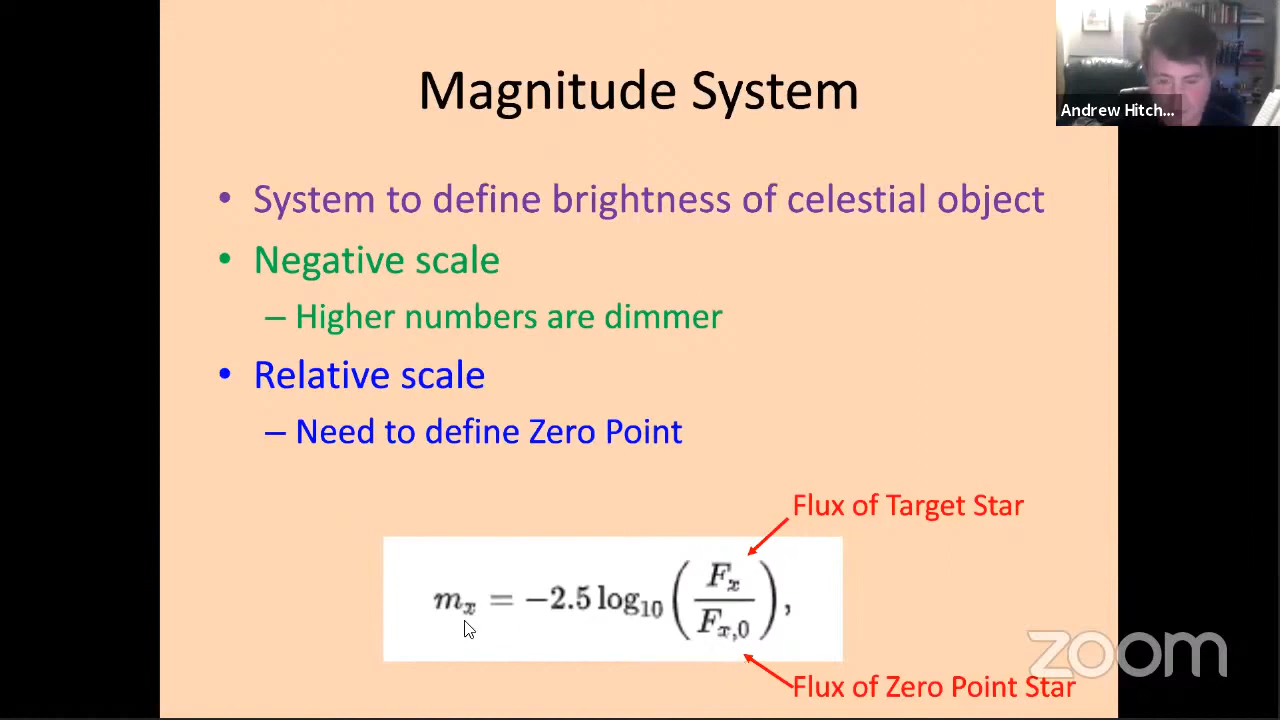 Magnitude System
Andrew Hitch...
• System to define brightness of celestial object
• Negative scale
– Higher numbers are dimmer
• Relative scale
– Need to define Zero Point
Flux of Target Star
m_x = −2.5 log_10 (F_x / F_x,0),
Flux of Zero Point Star
zoom